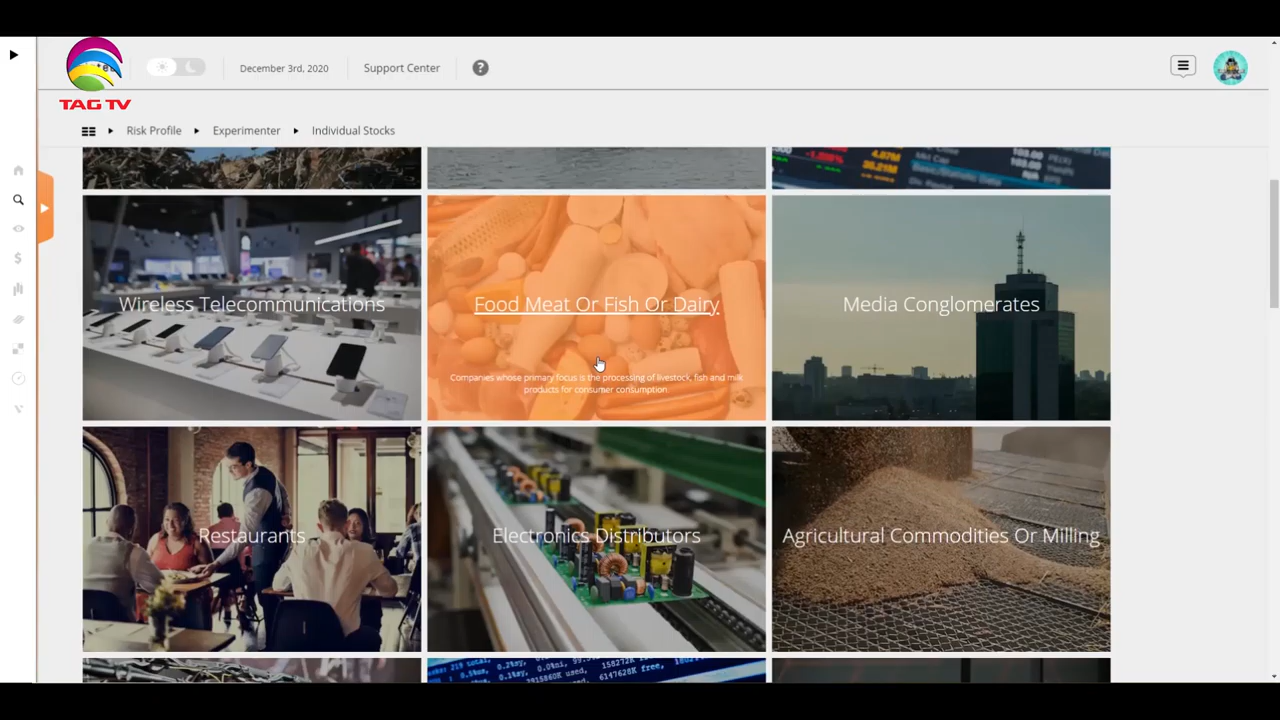 December 3rd, 2020
Support Center
?
TAG TV
Risk Profile
Experimenter
Individual Stocks
Wireless Telecommunications
Food Meat Or Fish Or Dairy
Companies whose primary focus is the processing of livestock, fish and milk
products for consumer consumption.
Media Conglomerates
Restaurants
Electronics Distributors
Agricultural Commodities Or Milling